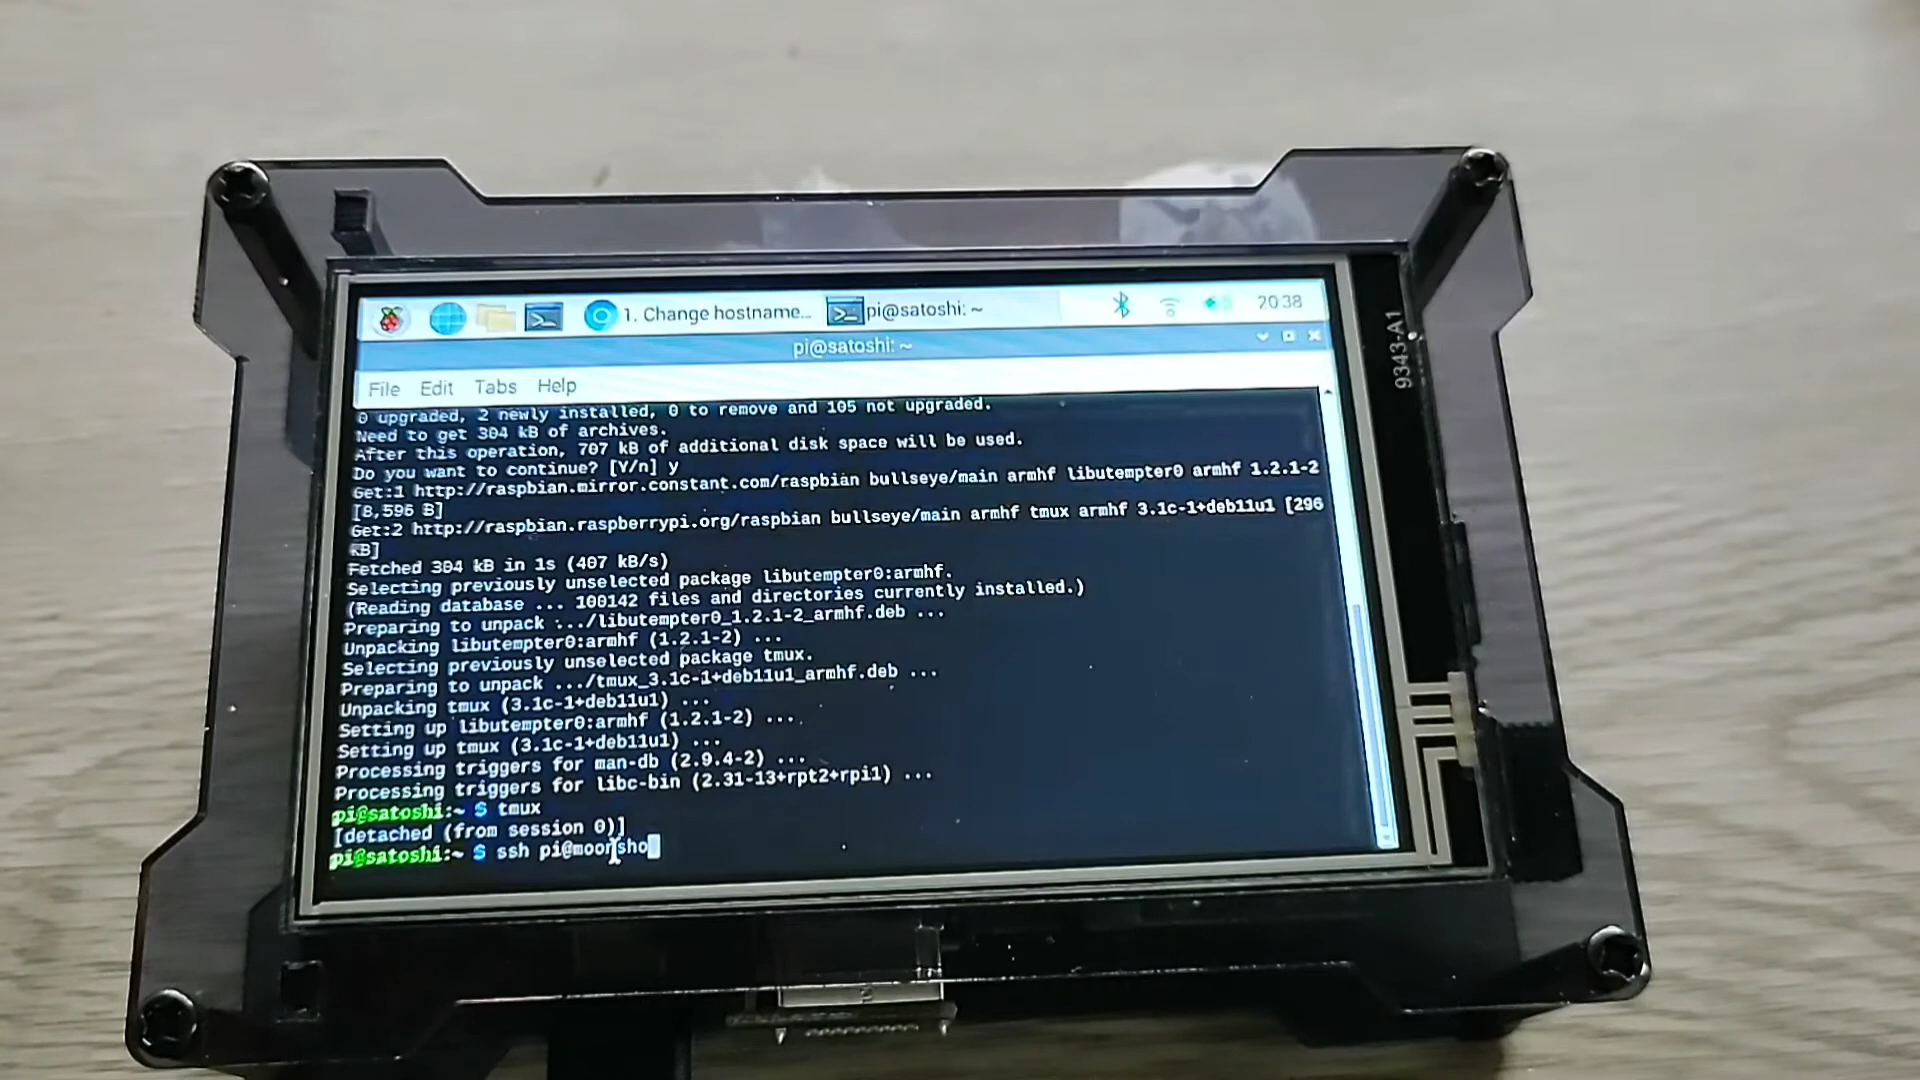 1. Change hostname... pi@satoshi: ~ 20:38
pi@satoshi: ~
File Edit Tabs Help
0 upgraded, 2 newly installed, 0 to remove and 105 not upgraded.
Need to get 304 kB of archives.
After this operation, 707 kB of additional disk space will be used.
Do you want to continue? [Y/n] y
Get:1 http://raspbian.mirror.constant.com/raspbian bullseye/main armhf libutempter0 armhf 1.2.1-2
[8,596 B]
Get:2 http://raspbian.raspberrypi.org/raspbian bullseye/main armhf tmux armhf 3.1c-1+deb11u1 [296
kB]
Fetched 304 kB in 1s (407 kB/s)
Selecting previously unselected package libutempter0:armhf.
(Reading database ... 100142 files and directories currently installed.)
Preparing to unpack .../libutempter0_1.2.1-2_armhf.deb ...
Unpacking libutempter0:armhf (1.2.1-2) ...
Selecting previously unselected package tmux.
Preparing to unpack .../tmux_3.1c-1+deb11u1_armhf.deb ...
Unpacking tmux (3.1c-1+deb11u1) ...
Setting up libutempter0:armhf (1.2.1-2) ...
Setting up tmux (3.1c-1+deb11u1) ...
Processing triggers for man-db (2.9.4-2) ...
Processing triggers for libc-bin (2.31-13+rpt2+rpi1) ...
pi@satoshi:~ $ tmux
[detached (from session 0)]
pi@satoshi:~ $ ssh pi@moonsho
9343-A1